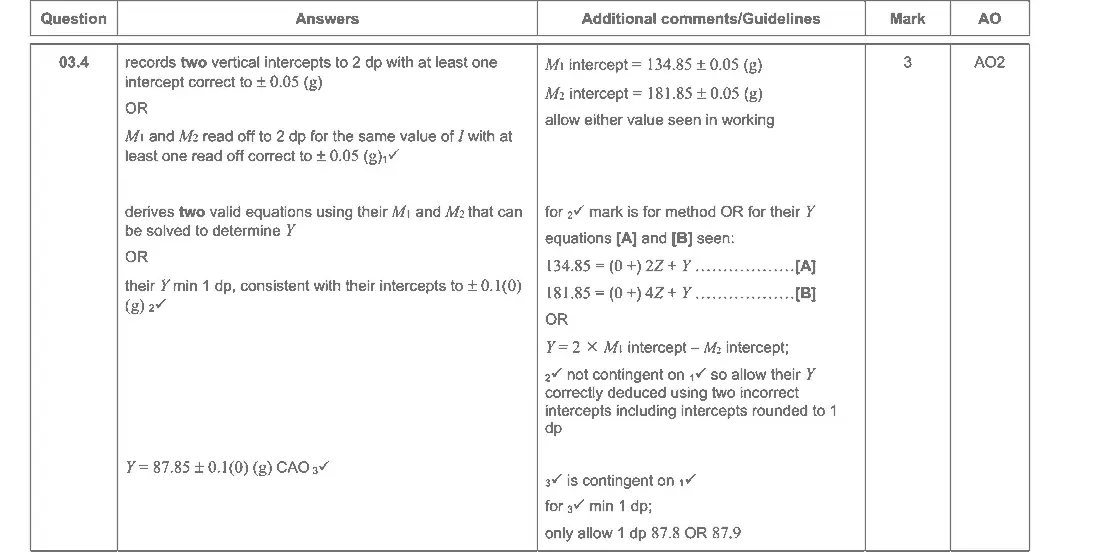 Question Answers Additional comments/Guidelines Mark AO
03.4 records two vertical intercepts to 2 dp with at least one
intercept correct to ± 0.05 (g)
OR
M1 and M2 read off to 2 dp for the same value of I with at
least one read off correct to ± 0.05 (g)1✓
M1 intercept = 134.85 ± 0.05 (g)
M2 intercept = 181.85 ± 0.05 (g)
allow either value seen in working
3 AO2
derives two valid equations using their M1 and M2 that can
be solved to determine Y
OR
their Y min 1 dp, consistent with their intercepts to ± 0.1(0)
(g) 2✓
for 2✓ mark is for method OR for their Y
equations [A] and [B] seen:
134.85 = (0 +) 2Z + Y ..................[A]
181.85 = (0 +) 4Z + Y ..................[B]
OR
Y = 2 × M1 intercept – M2 intercept;
2✓ not contingent on 1✓ so allow their Y
correctly deduced using two incorrect
intercepts including intercepts rounded to 1
dp
Y = 87.85 ± 0.1(0) (g) CAO 3✓
3✓ is contingent on 1✓
for 3✓ min 1 dp;
only allow 1 dp 87.8 OR 87.9